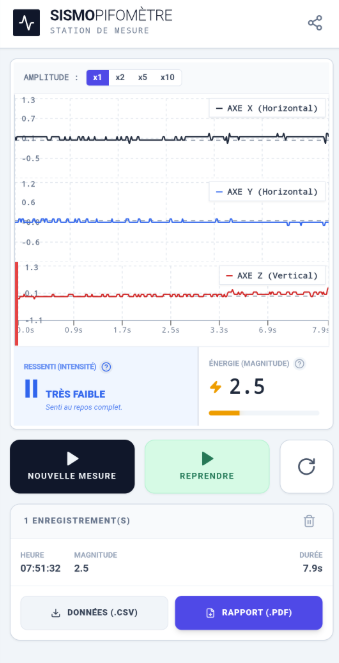 SISMOPIFOMÈTRE
STATION DE MESURE
AMPLITUDE : x1 x2 x5 x10
1.3
AXE X (Horizontal)
0.7
0.1
-0.5
1.2
AXE Y (Horizontal)
0.6
-0.0
-0.6
1.3
AXE Z (Vertical)
0.1
-1.1
0.0s 0.9s 1.7s 2.5s 3.3s 6.9s 7.9s
RESSENTI (INTENSITÉ) ?
II TRÈS FAIBLE
Senti au repos complet.
ÉNERGIE (MAGNITUDE) ?
2.5
NOUVELLE MESURE
REPRENDRE
1 ENREGISTREMENT(S)
HEURE MAGNITUDE DURÉE
07:51:32 2.5 7.9s
DONNÉES (.CSV)
RAPPORT (.PDF)